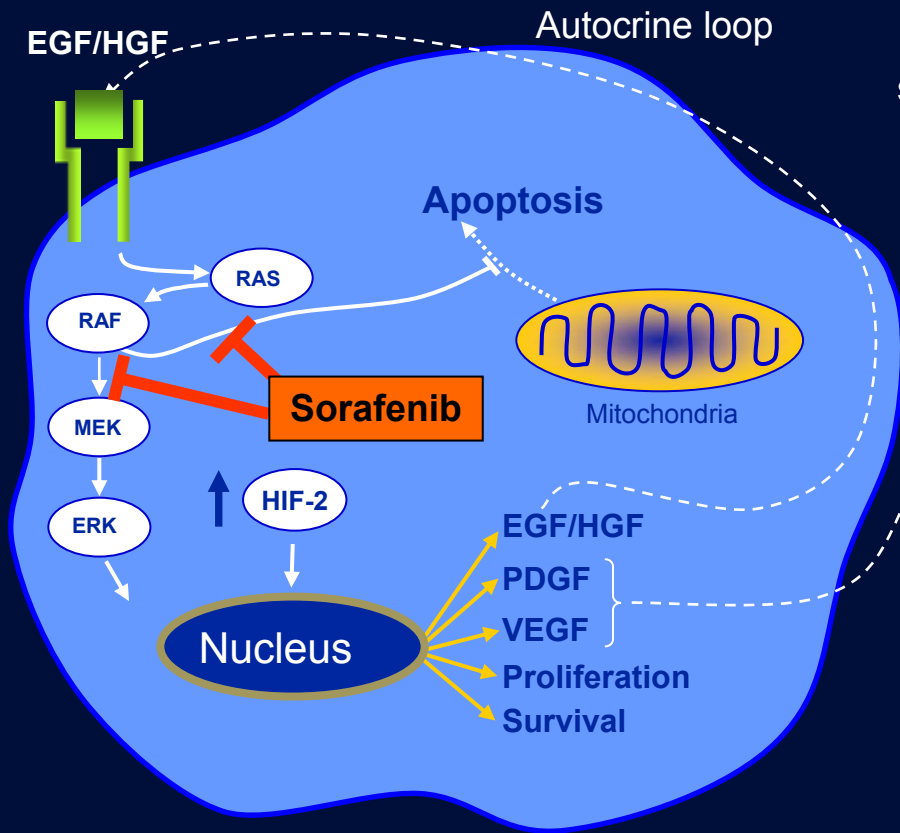 Autocrine loop
EGF/HGF
Apoptosis
RAS
RAF
Sorafenib
Mitochondria
MEK
HIF-2
ERK
EGF/HGF
PDGF
VEGF
Nucleus
Proliferation
Survival